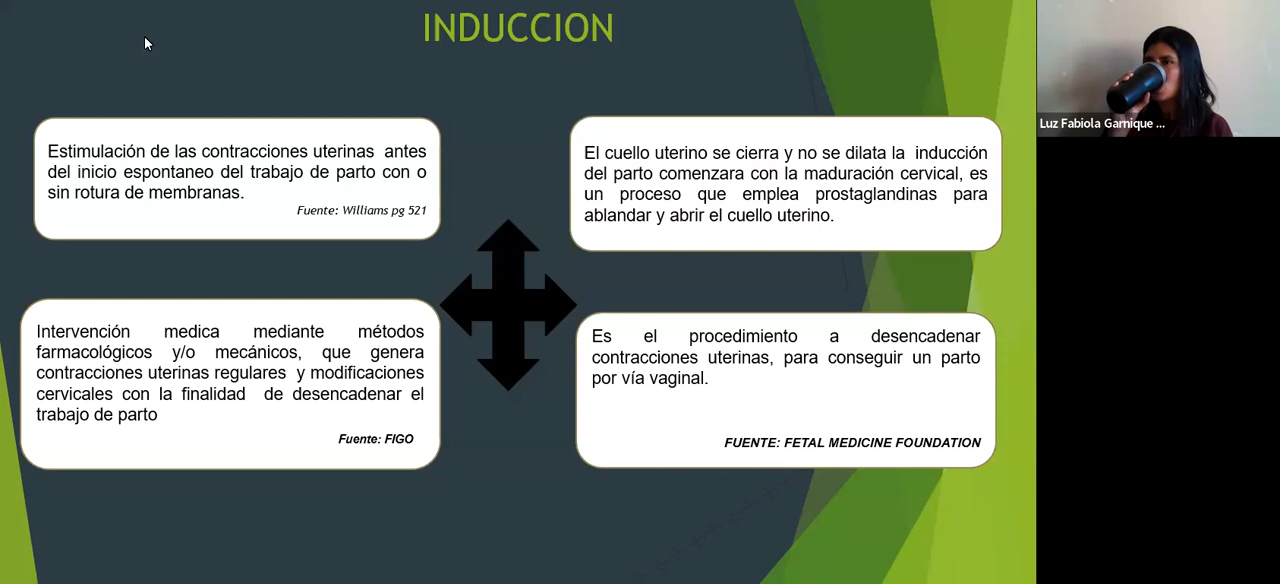 INDUCCION
Estimulación de las contracciones uterinas antes
del inicio espontaneo del trabajo de parto con o
sin rotura de membranas.
Fuente: Williams pg 521
El cuello uterino se cierra y no se dilata la inducción
del parto comenzara con la maduración cervical, es
un proceso que emplea prostaglandinas para
ablandar y abrir el cuello uterino.
Intervención medica mediante métodos
farmacológicos y/o mecánicos, que genera
contracciones uterinas regulares y modificaciones
cervicales con la finalidad de desencadenar el
trabajo de parto
Fuente: FIGO
Es el procedimiento a desencadenar
contracciones uterinas, para conseguir un parto
por vía vaginal.
FUENTE: FETAL MEDICINE FOUNDATION
Luz Fabiola Garnique ...